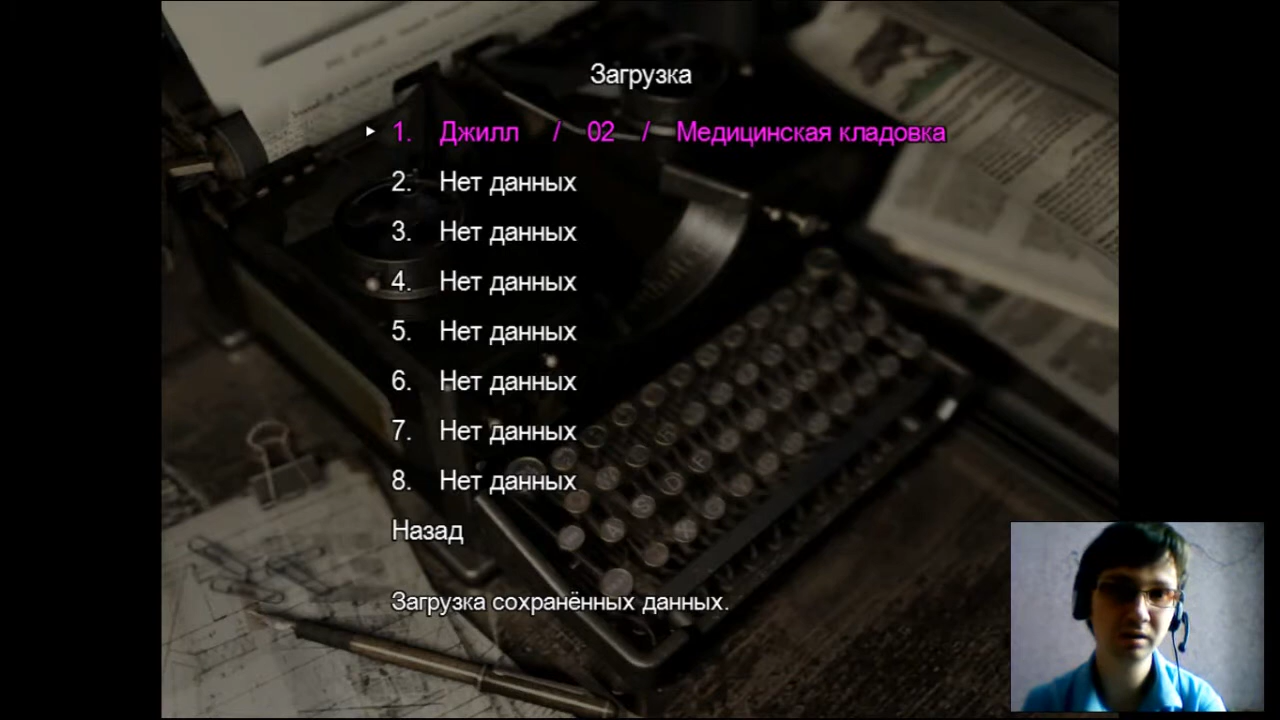 Загрузка
1. Джилл / 02 / Медицинская кладовка
2. Нет данных
3. Нет данных
4. Нет данных
5. Нет данных
6. Нет данных
7. Нет данных
8. Нет данных
Назад
Загрузка сохранённых данных.